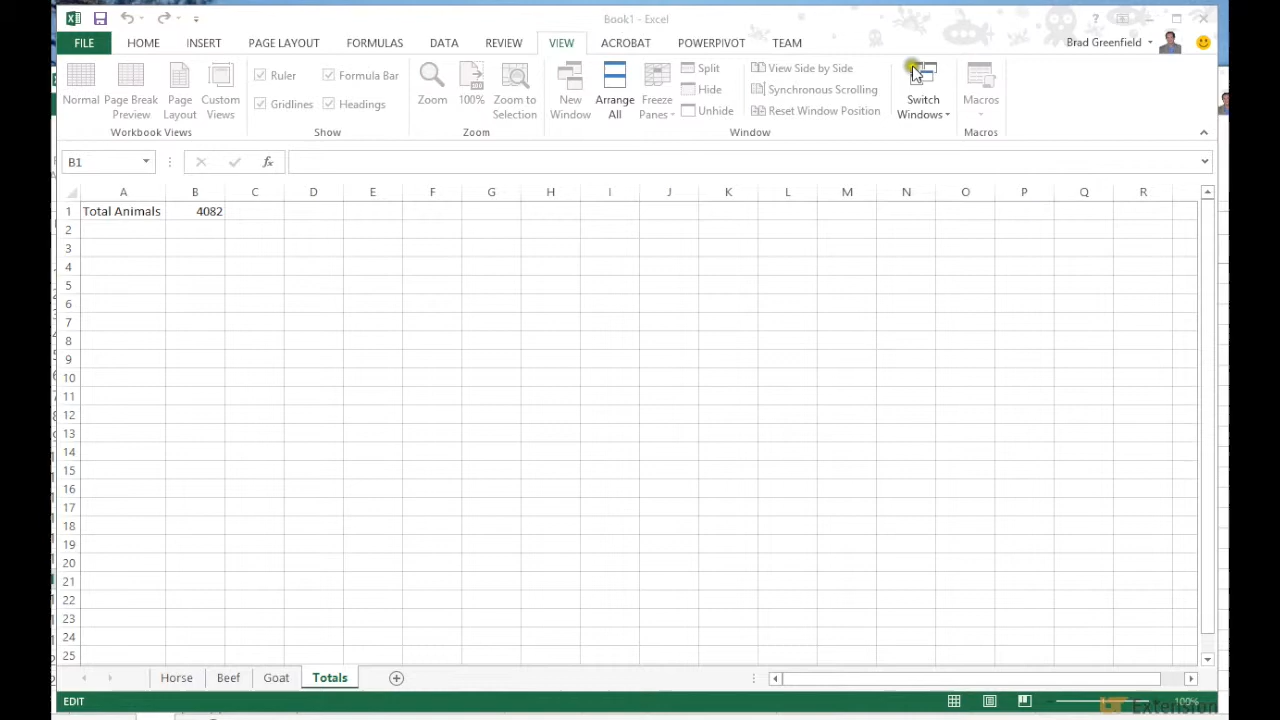 Book1 - Excel
?
FILE HOME INSERT PAGE LAYOUT FORMULAS DATA REVIEW VIEW ACROBAT POWERPIVOT TEAM Brad Greenfield
Normal Page Break Preview Page Layout Custom Views
Ruler Formula Bar
Gridlines Headings
Zoom 100% Zoom to Selection
New Window Arrange All Freeze Panes
Split
Hide
Unhide
View Side by Side
Synchronous Scrolling
Reset Window Position
Switch Windows
Macros
Workbook Views Show Zoom Window Macros
B1 fx
A B C D E F G H I J K L M N O P Q R
1 Total Animals 4082
2
3
4
5
6
7
8
9
10
11
12
13
14
15
16
17
18
19
20
21
22
23
24
25
Horse Beef Goat Totals
EDIT 100%
Extension